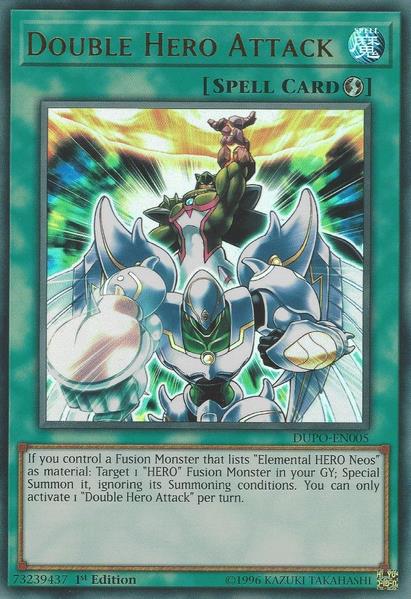 DOUBLE HERO ATTACK
SPELL
魔
[SPELL CARD]
DUPO-EN005
If you control a Fusion Monster that lists "Elemental HERO Neos"
as material: Target 1 "HERO" Fusion Monster in your GY; Special
Summon it, ignoring its Summoning conditions. You can only
activate 1 "Double Hero Attack" per turn.
73239437 1st Edition ©1996 KAZUKI TAKAHASHI